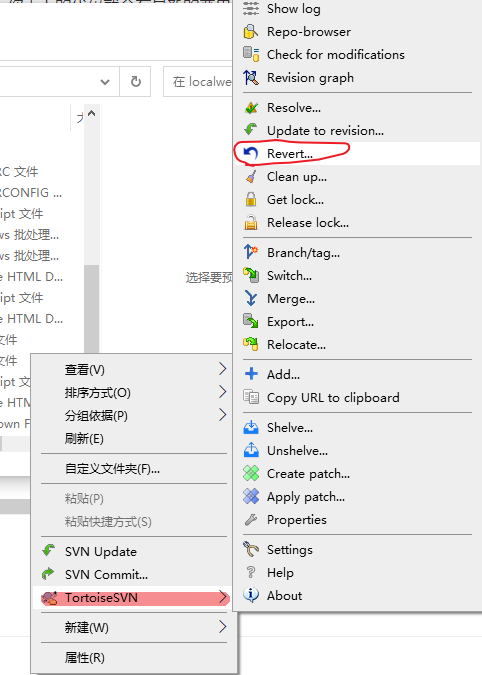 Show log
Repo-browser
Check for modifications
Revision graph
在 localwe
大
Resolve...
Update to revision...
RC 文件
Revert...
RCONFIG ...
Clean up...
ipt 文件
Get lock...
ws 批处理...
Release lock...
ws 批处理...
Branch/tag...
e HTML D...
选择要预
Switch...
ipt 文件
Merge...
e HTML D...
Export...
文件
Relocate...
文件
查看(V)
Add...
ipt 文件
排序方式(O)
Copy URL to clipboard
e HTM
分组依据(P)
own F
Shelve...
刷新(E)
Unshelve...
自定义文件夹(F)...
Create patch...
粘贴(P)
Apply patch...
粘贴快捷方式(S)
Properties
SVN Update
Settings
SVN Commit...
Help
TortoiseSVN
About
新建(W)
属性(R)